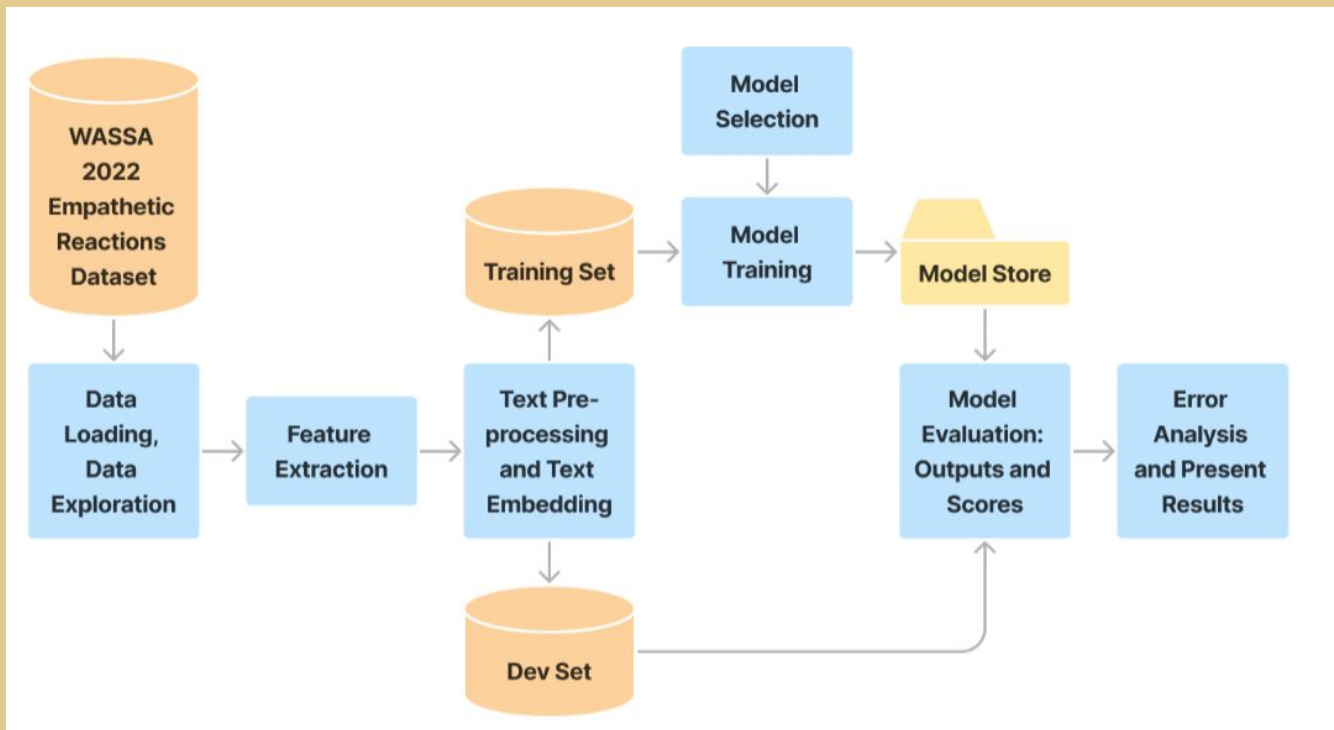 WASSA
2022
Empathetic
Reactions
Dataset
Data
Loading,
Data
Exploration
Feature
Extraction
Text Pre-
processing
and Text
Embedding
Training Set
Dev Set
Model
Selection
Model
Training
Model Store
Model
Evaluation:
Outputs and
Scores
Error
Analysis
and Present
Results